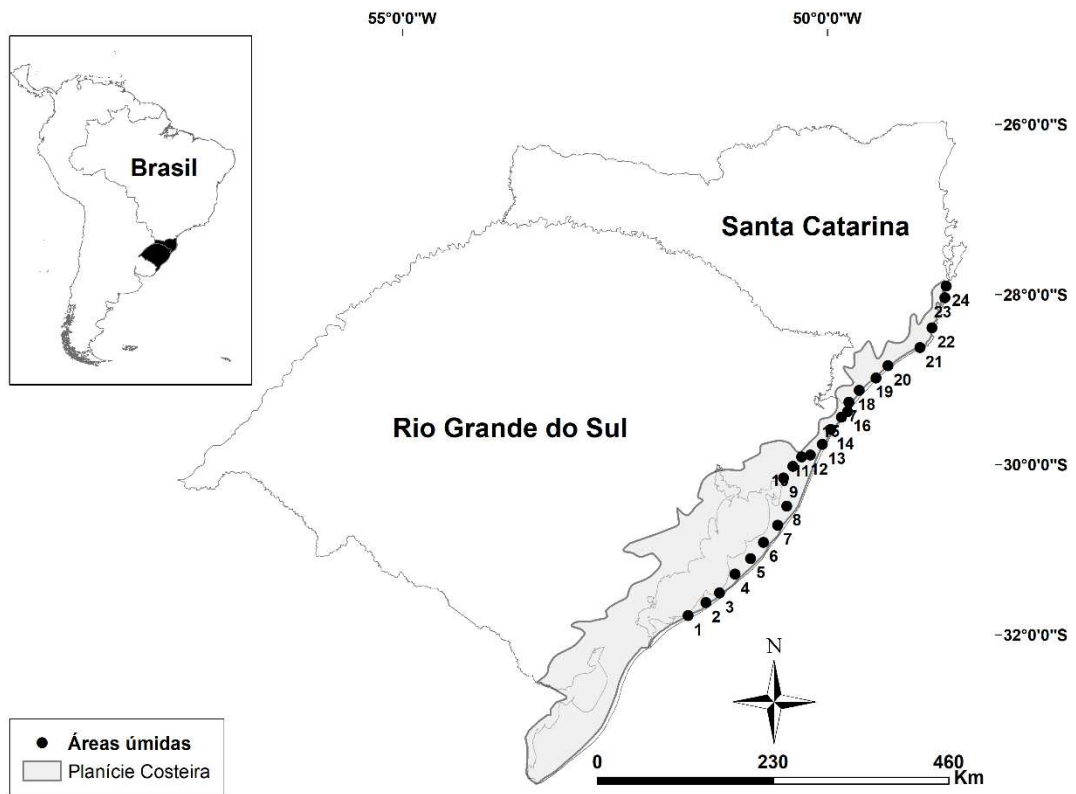 55°0'0"W
50°0'0"W
Brasil
26°0'0"S
Santa Catarina
28°0'0"S
24
23
22
21
20
19
18
17
16
Rio Grande do Sul
15
14
13
12
11
10
30°0'0"S
9
8
7
6
5
4
3
2
1
32°0'0"S
N
Áreas úmidas
Planície Costeira
0
230
460
Km